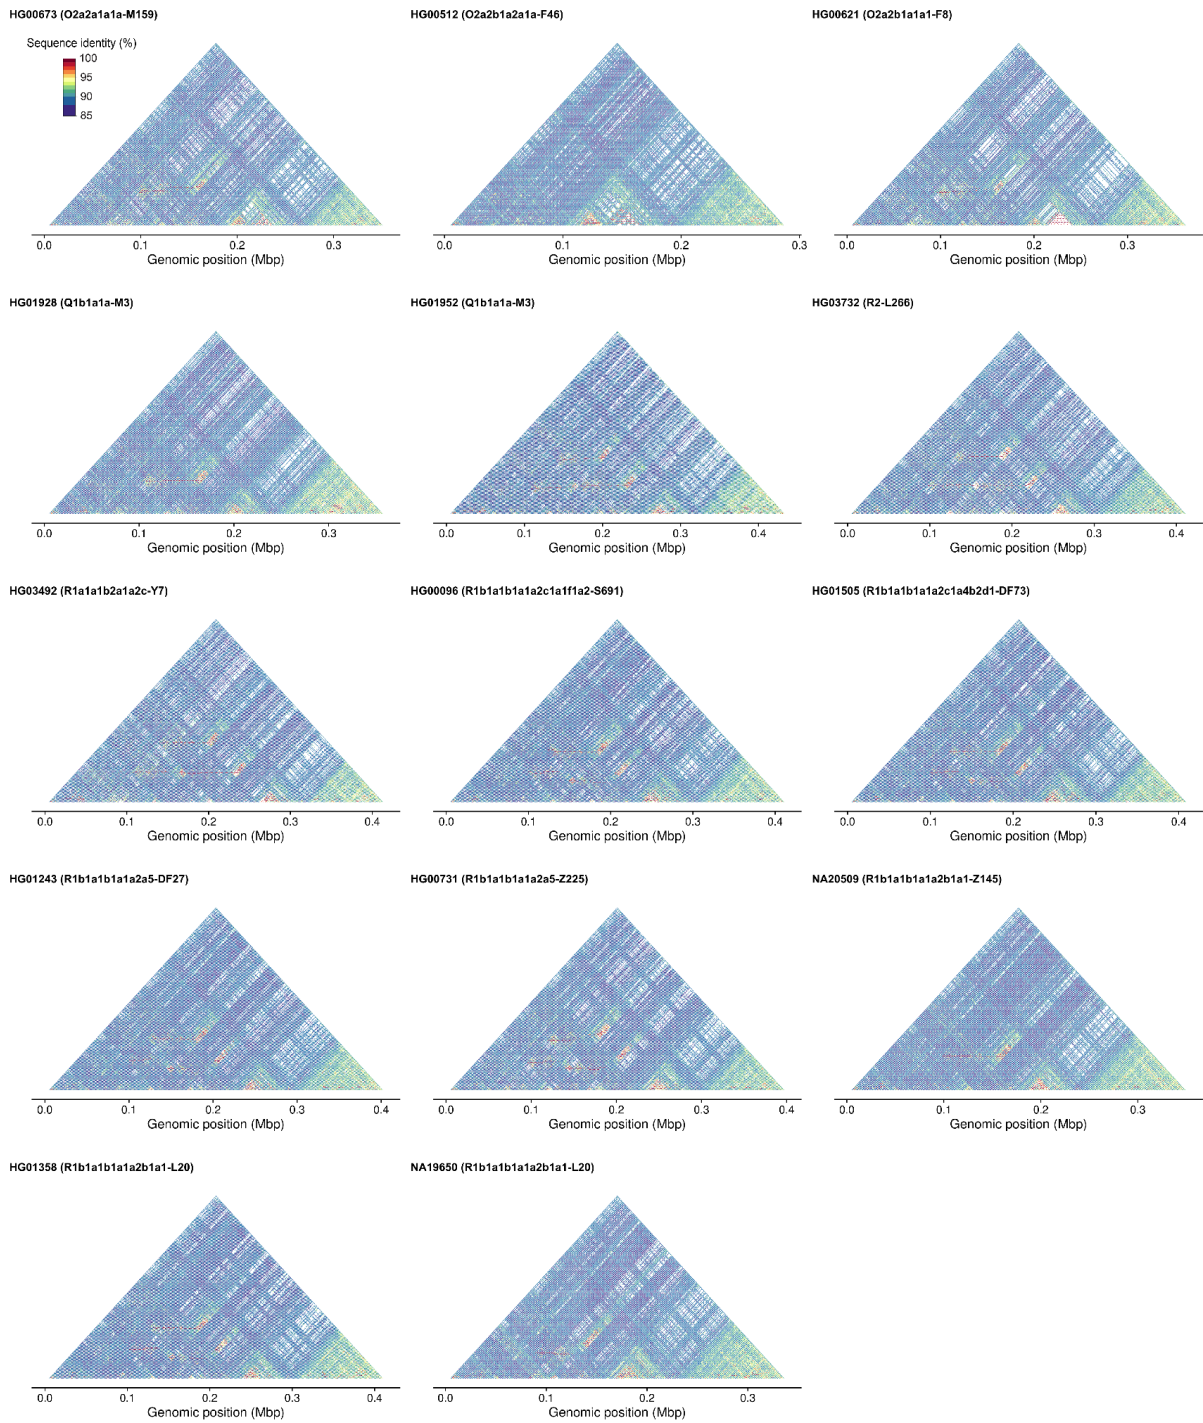 HG00673 (O2a2a1a1a-M159)
HG00512 (O2a2b1a2a1a-F46)
HG00621 (O2a2b1a1a1-F8)
Sequence identity (%)
100
95
90
85
0.0 0.1 0.2 0.3
Genomic position (Mbp)
0.0 0.1 0.2 0.3
Genomic position (Mbp)
0.0 0.1 0.2 0.3
Genomic position (Mbp)
HG01928 (Q1b1a1a-M3)
HG01952 (Q1b1a1a-M3)
HG03732 (R2-L266)
0.0 0.1 0.2 0.3
Genomic position (Mbp)
0.0 0.1 0.2 0.3 0.4
Genomic position (Mbp)
0.0 0.1 0.2 0.3 0.4
Genomic position (Mbp)
HG03492 (R1a1a1b2a1a2c-Y7)
HG00096 (R1b1a1b1a1a2c1a1f1a2-S691)
HG01505 (R1b1a1b1a1a2c1a4b2d1-DF73)
0.0 0.1 0.2 0.3 0.4
Genomic position (Mbp)
0.0 0.1 0.2 0.3 0.4
Genomic position (Mbp)
0.0 0.1 0.2 0.3 0.4
Genomic position (Mbp)
HG01243 (R1b1a1b1a1a2a5-DF27)
HG00731 (R1b1a1b1a1a2a5-Z225)
NA20509 (R1b1a1b1a1a2b1a1-Z145)
0.0 0.1 0.2 0.3 0.4
Genomic position (Mbp)
0.0 0.1 0.2 0.3 0.4
Genomic position (Mbp)
0.0 0.1 0.2 0.3
Genomic position (Mbp)
HG01358 (R1b1a1b1a1a2b1a1-L20)
NA19650 (R1b1a1b1a1a2b1a1-L20)
0.0 0.1 0.2 0.3 0.4
Genomic position (Mbp)
0.0 0.1 0.2 0.3
Genomic position (Mbp)